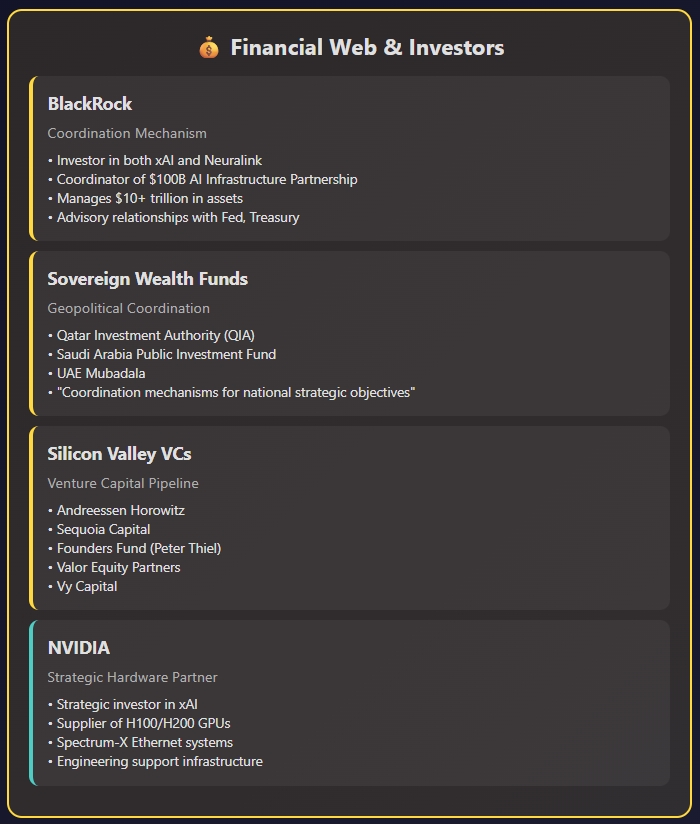 Financial Web & Investors
BlackRock
Coordination Mechanism
• Investor in both xAI and Neuralink
• Coordinator of $100B AI Infrastructure Partnership
• Manages $10+ trillion in assets
• Advisory relationships with Fed, Treasury
Sovereign Wealth Funds
Geopolitical Coordination
• Qatar Investment Authority (QIA)
• Saudi Arabia Public Investment Fund
• UAE Mubadala
• "Coordination mechanisms for national strategic objectives"
Silicon Valley VCs
Venture Capital Pipeline
• Andreessen Horowitz
• Sequoia Capital
• Founders Fund (Peter Thiel)
• Valor Equity Partners
• Vy Capital
NVIDIA
Strategic Hardware Partner
• Strategic investor in xAI
• Supplier of H100/H200 GPUs
• Spectrum-X Ethernet systems
• Engineering support infrastructure